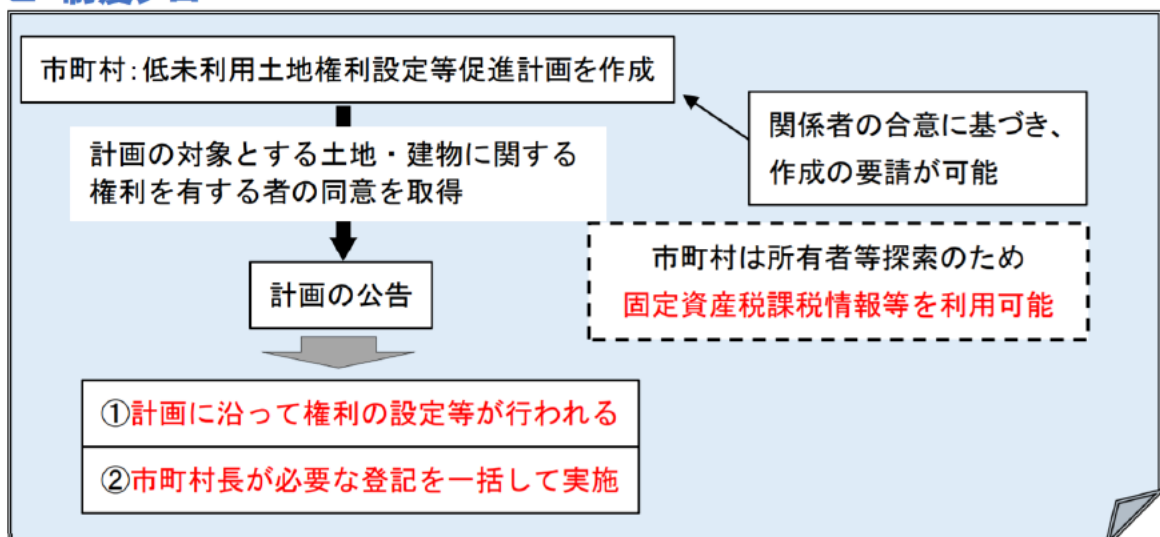 市町村：低未利用土地権利設定等促進計画を作成
関係者の合意に基づき、
作成の要請が可能
計画の対象とする土地・建物に関する
権利を有する者の同意を取得
市町村は所有者等探索のため
固定資産税課税情報等を利用可能
計画の公告
①計画に沿って権利の設定等が行われる
②市町村長が必要な登記を一括して実施